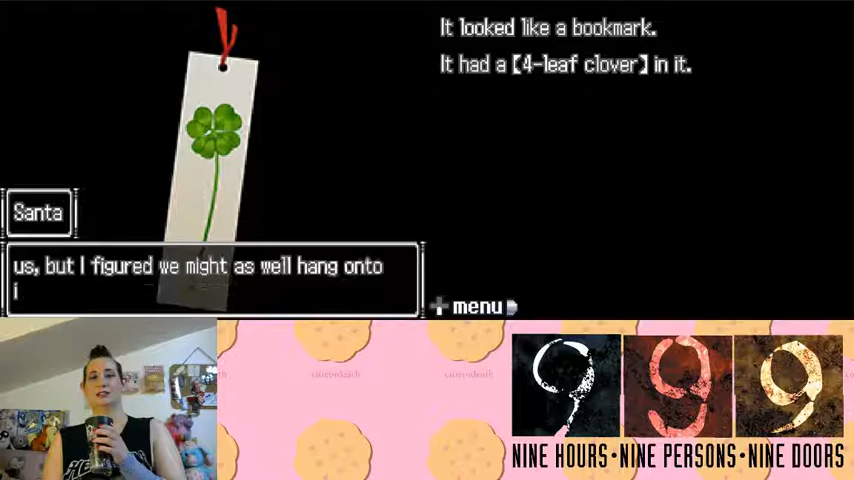 It looked like a bookmark.
It had a【4-leaf clover】in it.
Santa
us, but I figured we might as well hang onto
i
menu
999
NINE HOURS•NINE PERSONS•NINE DOORS